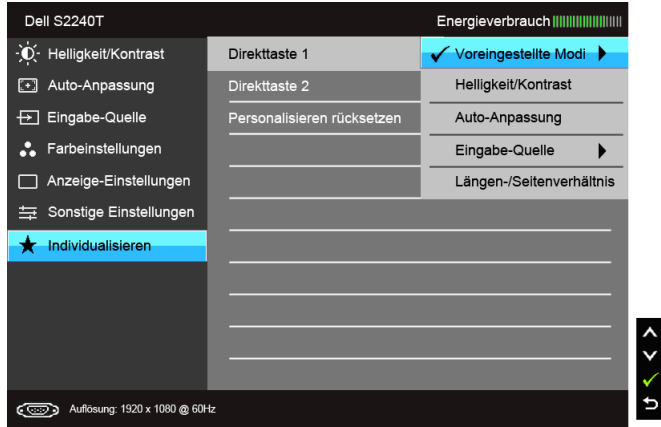 Dell S2240T
Energieverbrauch
Helligkeit/Kontrast
Auto-Anpassung
Eingabe-Quelle
Farbeinstellungen
Anzeige-Einstellungen
Sonstige Einstellungen
Individualisieren
Direkttaste 1
Direkttaste 2
Personalisieren rücksetzen
Voreingestellte Modi
Helligkeit/Kontrast
Auto-Anpassung
Eingabe-Quelle
Längen-/Seitenverhältnis
Auflösung: 1920 x 1080 @ 60Hz